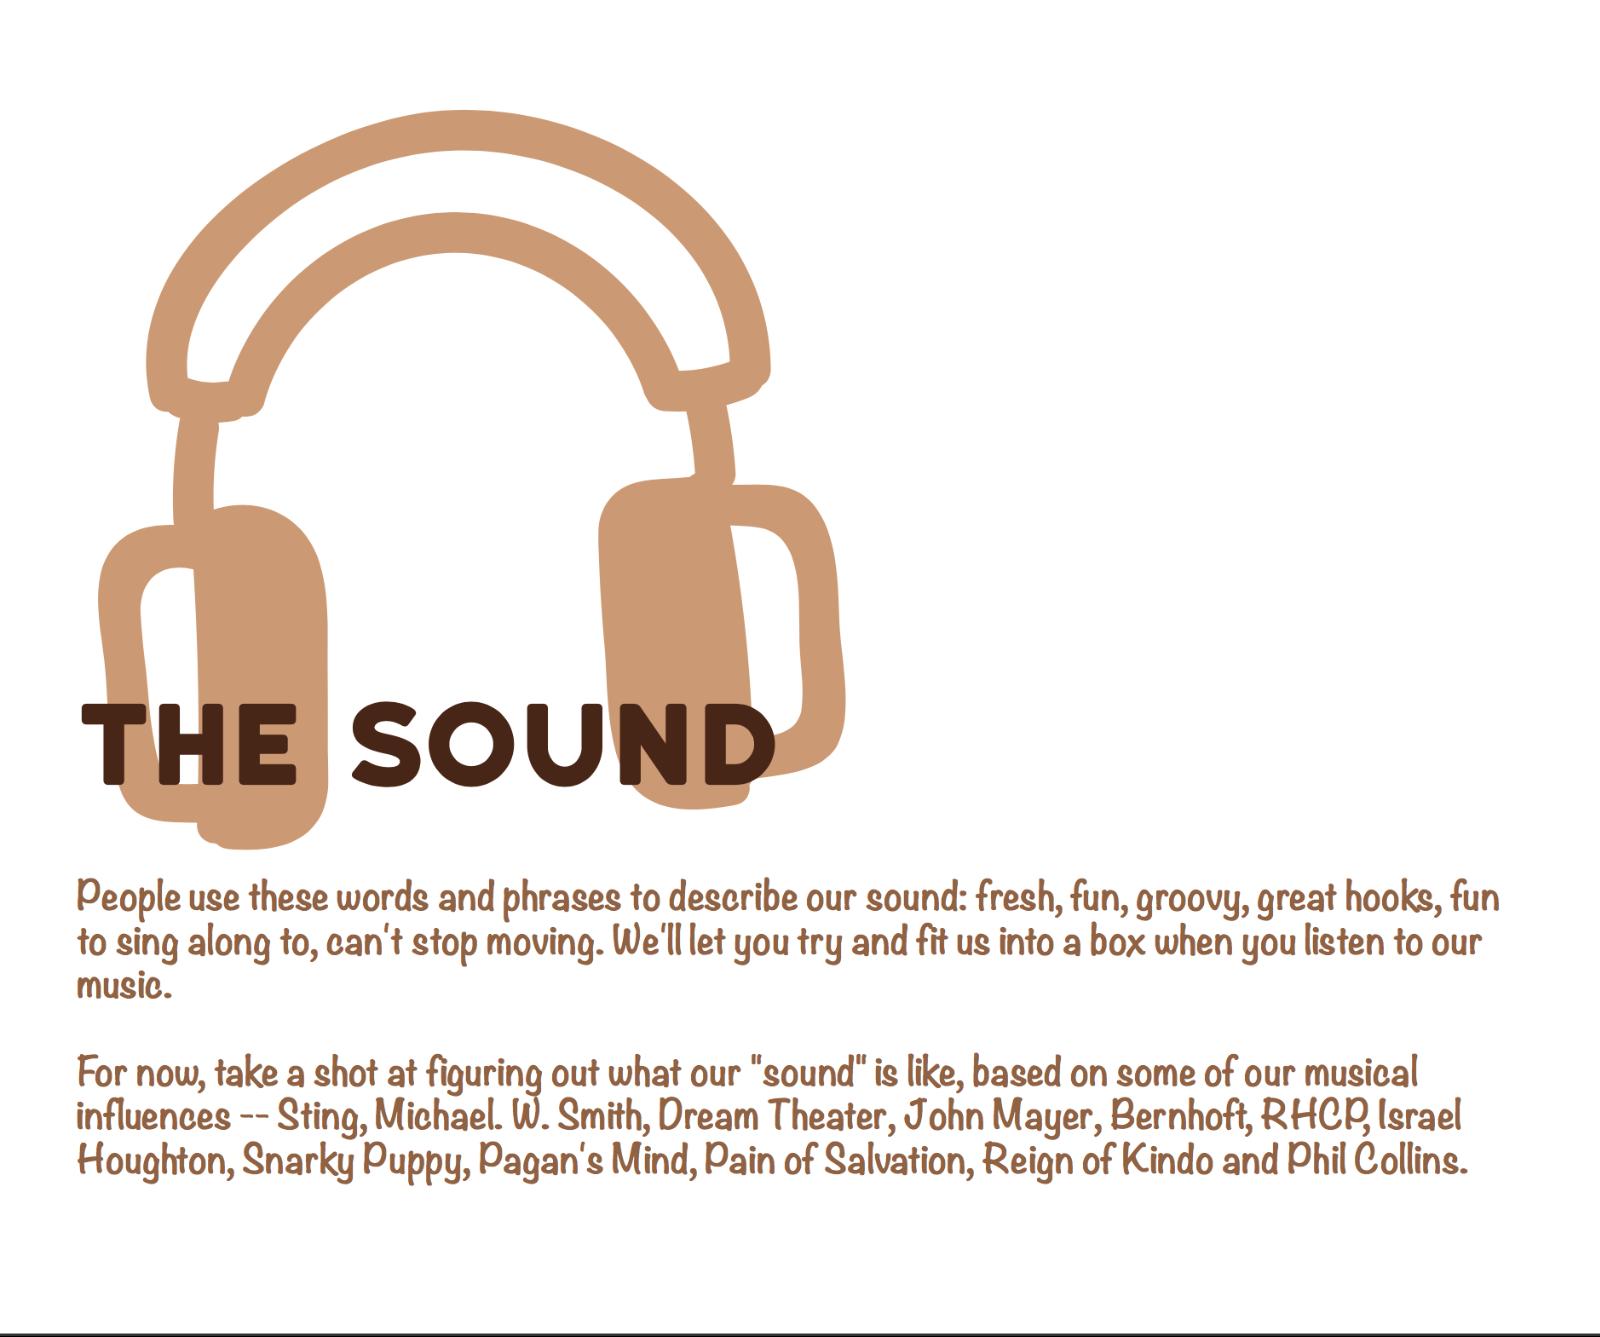 THE SOUND
People use these words and phrases to describe our sound: fresh, fun, groovy, great hooks, fun
to sing along to, can't stop moving. We'll let you try and fit us into a box when you listen to our
music.
For now, take a shot at figuring out what our "sound" is like, based on some of our musical
influences -- Sting, Michael. W. Smith, Dream Theater, John Mayer, Bernhoft, RHCP, Israel
Houghton, Snarky Puppy, Pagan's Mind, Pain of Salvation, Reign of Kindo and Phil Collins.